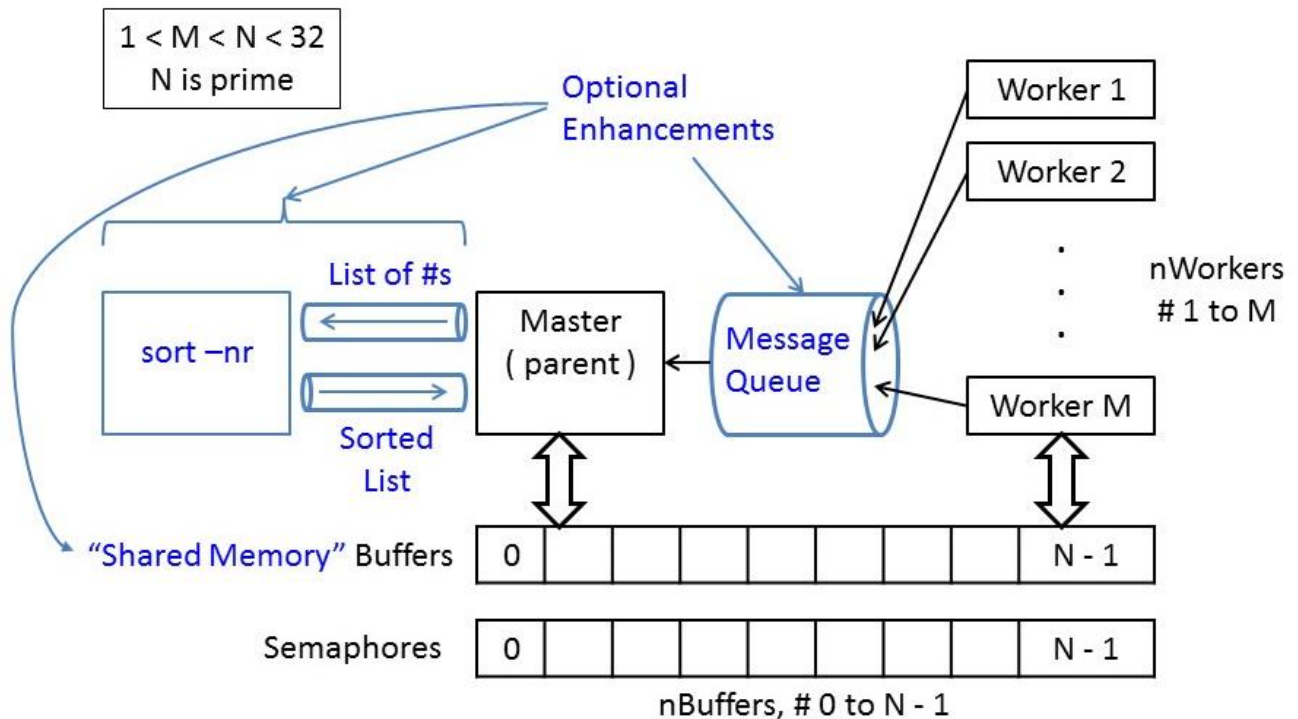 1 < M < N < 32
N is prime
Optional
Enhancements
Worker 1
Worker 2
.
.
.
nWorkers
# 1 to M
Worker M
List of #s
sort –nr
Sorted
List
Master
( parent )
Message
Queue
“Shared Memory” Buffers
0
N - 1
Semaphores
0
N - 1
nBuffers, # 0 to N - 1